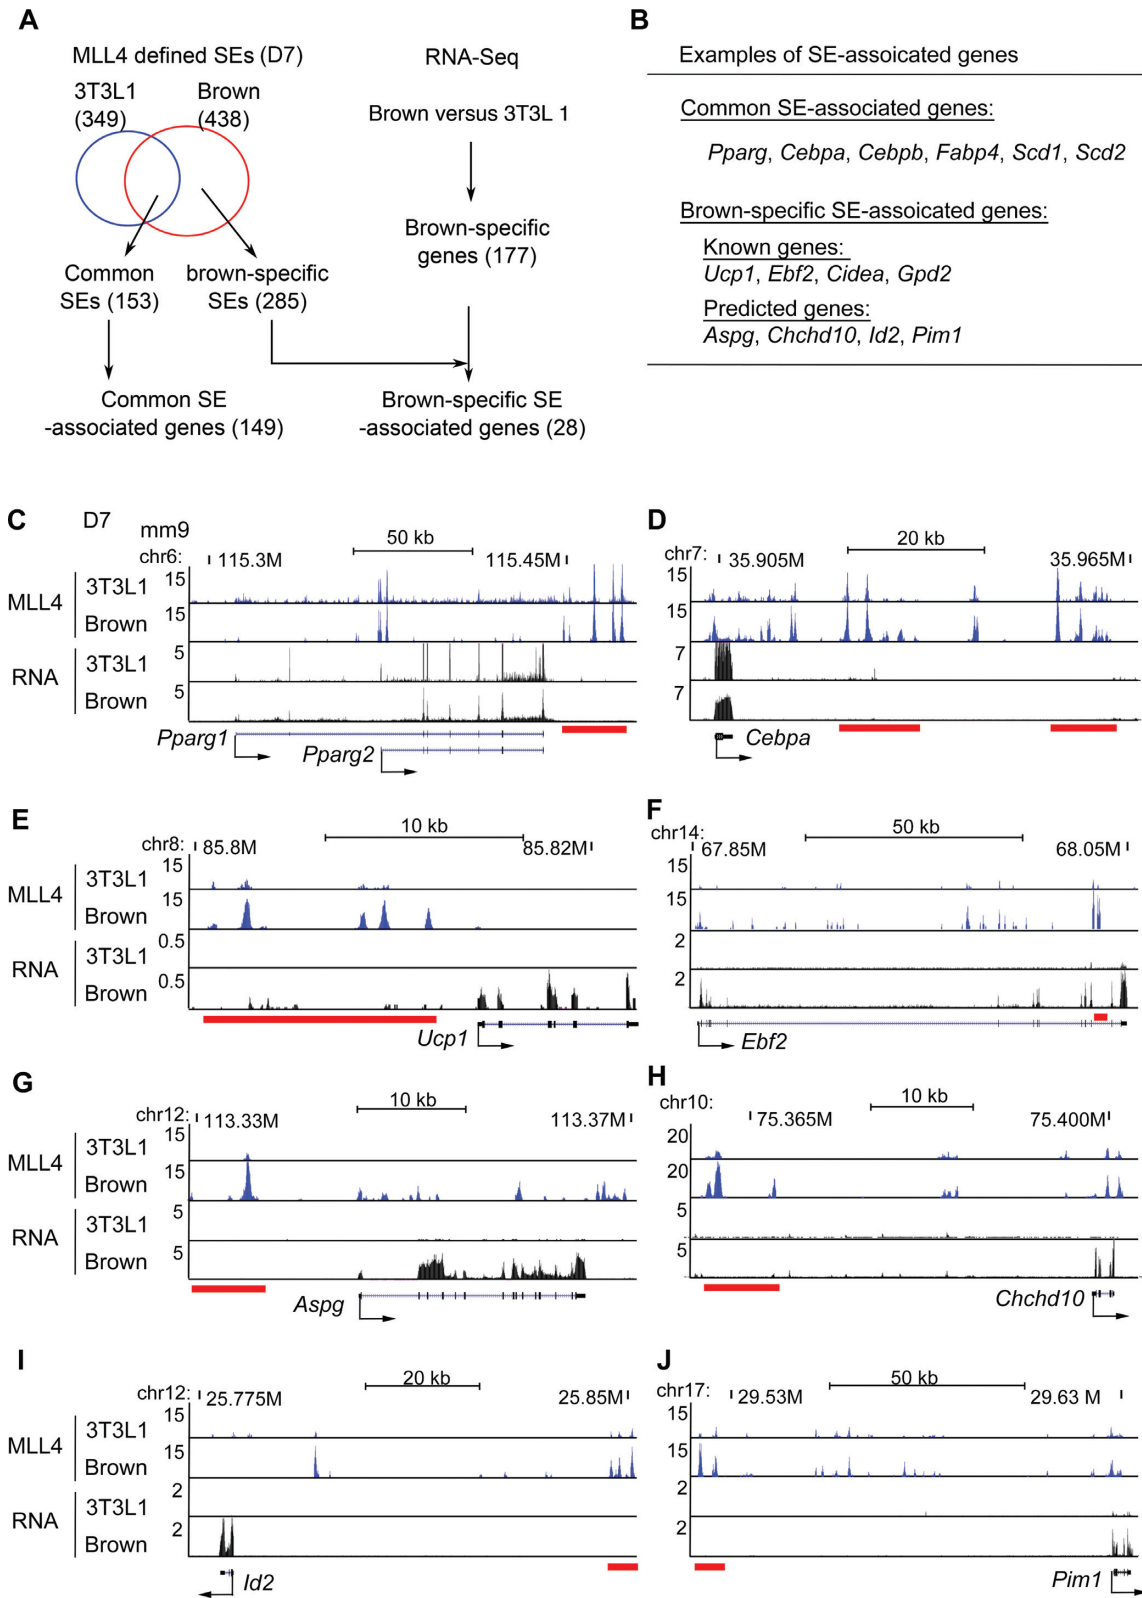 A
MLL4 defined SEs (D7)
RNA-Seq
3T3L1
(349)
Brown
(438)
Brown versus 3T3L 1
Common
SEs (153)
brown-specific
SEs (285)
Brown-specific
genes (177)
Common SE
-associated genes (149)
Brown-specific SE
-associated genes (28)
B
Examples of SE-assoicated genes
Common SE-associated genes:
Pparg, Cebpa, Cebpb, Fabp4, Scd1, Scd2
Brown-specific SE-assoicated genes:
Known genes:
Ucp1, Ebf2, Cidea, Gpd2
Predicted genes:
Aspg, Chchd10, Id2, Pim1
C
D7
mm9
50 kb
chr6:
115.3M
115.45M
MLL4
3T3L1
15
Brown
15
RNA
3T3L1
5
Brown
5
Pparg1
Pparg2
D
20 kb
chr7:
35.905M
35.965M
15
15
7
7
Cebpa
E
10 kb
chr8:
85.8M
85.82M
MLL4
3T3L1
15
Brown
15
RNA
3T3L1
0.5
Brown
0.5
Ucp1
F
50 kb
chr14:
67.85M
68.05M
15
15
2
2
Ebf2
G
10 kb
chr12:
113.33M
113.37M
MLL4
3T3L1
15
Brown
15
RNA
3T3L1
5
Brown
5
Aspg
H
10 kb
chr10:
75.365M
75.400M
20
20
5
5
Chchd10
I
20 kb
chr12:
25.775M
25.85M
MLL4
3T3L1
15
Brown
15
RNA
3T3L1
2
Brown
2
Id2
J
50 kb
chr17:
29.53M
29.63 M
15
15
2
2
Pim1